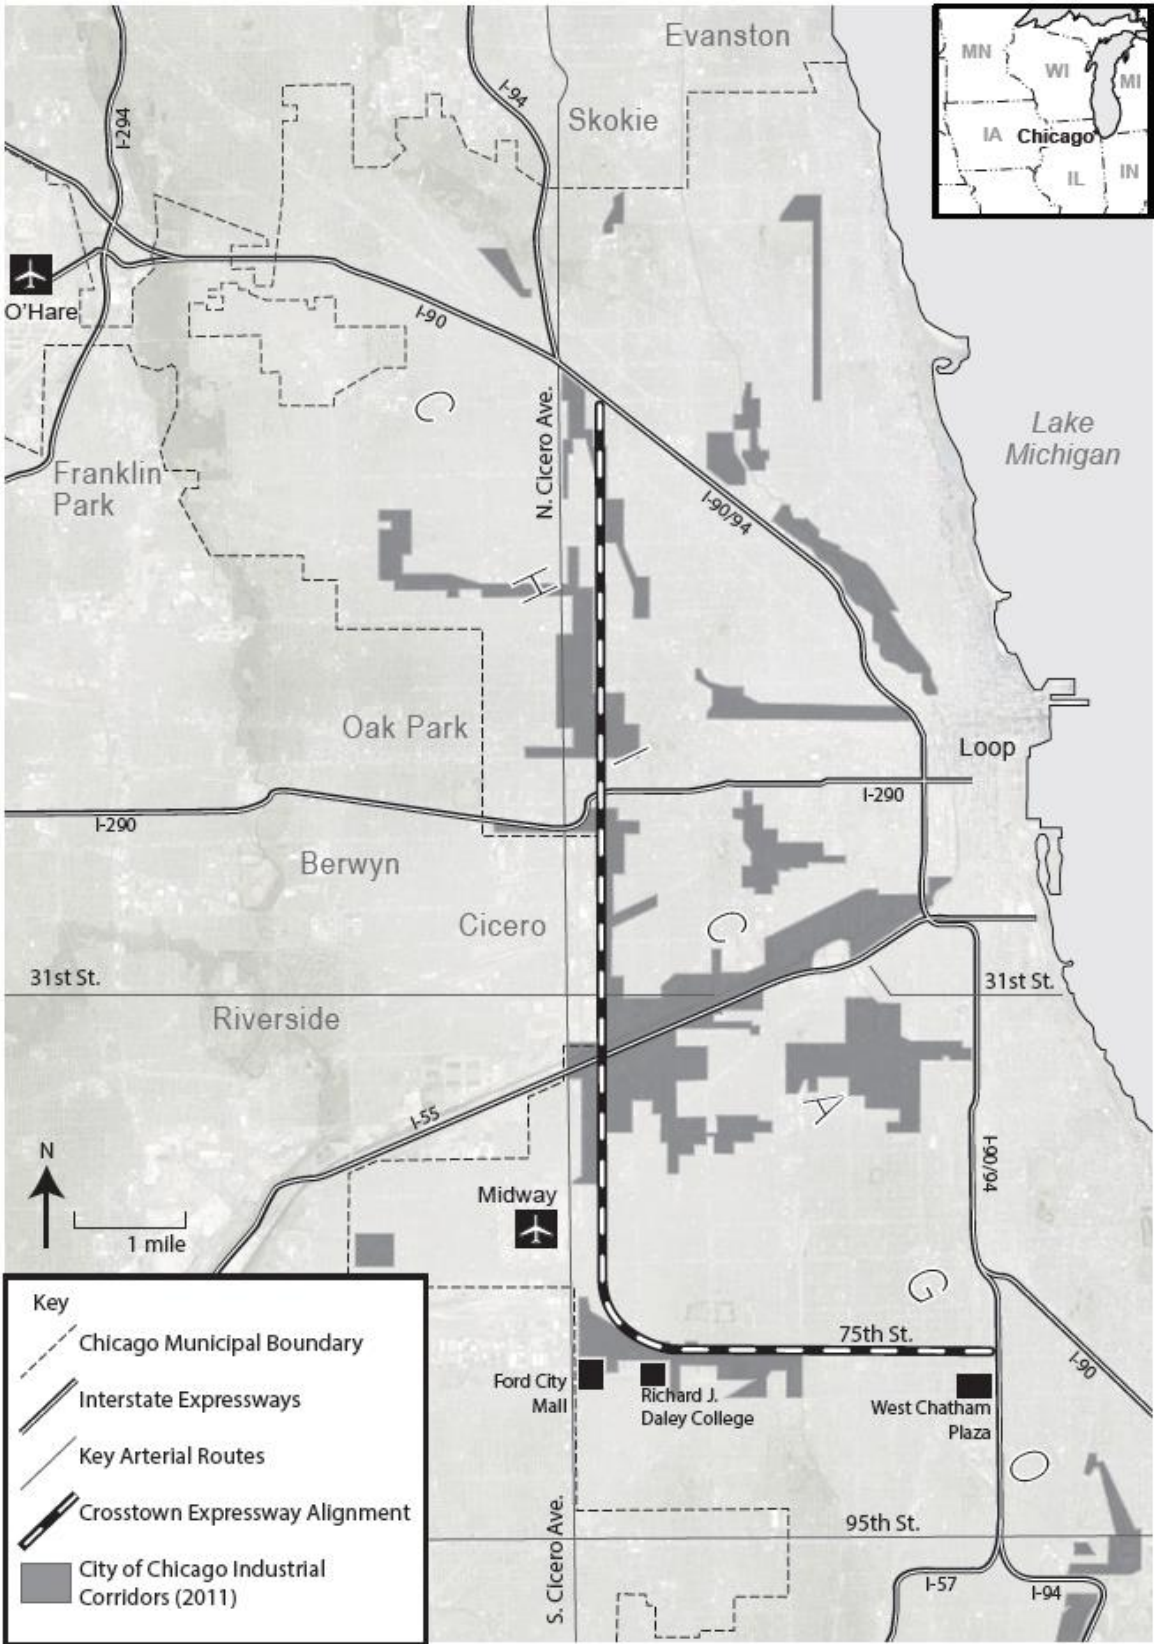 Evanston
MN
WI
MI
IA
Chicago
IL
IN
I-294
I-94
Skokie
O'Hare
I-90
C
N. Cicero Ave.
Lake
Michigan
Franklin
Park
I-90/94
H
Oak Park
I
Loop
I-290
I-290
Berwyn
Cicero
C
31st St.
31st St.
Riverside
I-55
A
I-90/94
N
1 mile
Midway
G
75th St.
I-90
Ford City
Mall
Richard J.
Daley College
West Chatham
Plaza
O
S. Cicero Ave.
95th St.
I-57
I-94
Key
Chicago Municipal Boundary
Interstate Expressways
Key Arterial Routes
Crosstown Expressway Alignment
City of Chicago Industrial
Corridors (2011)